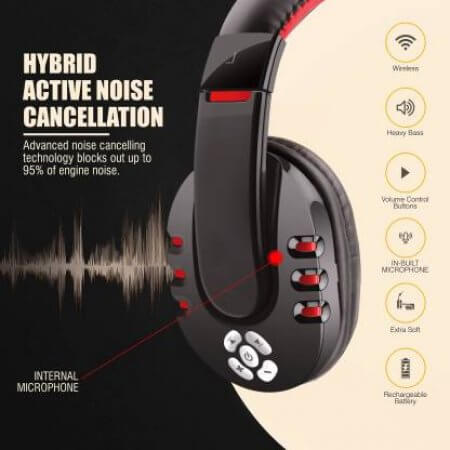 HYBRID
ACTIVE NOISE
CANCELLATION
Advanced noise cancelling
technology blocks out up to
95% of engine noise.
INTERNAL
MICROPHONE
Wireless
Heavy Bass
Volume Control
Buttons
IN-BUILT
MICROPHONE
Extra Soft
Rechargeable
Battery